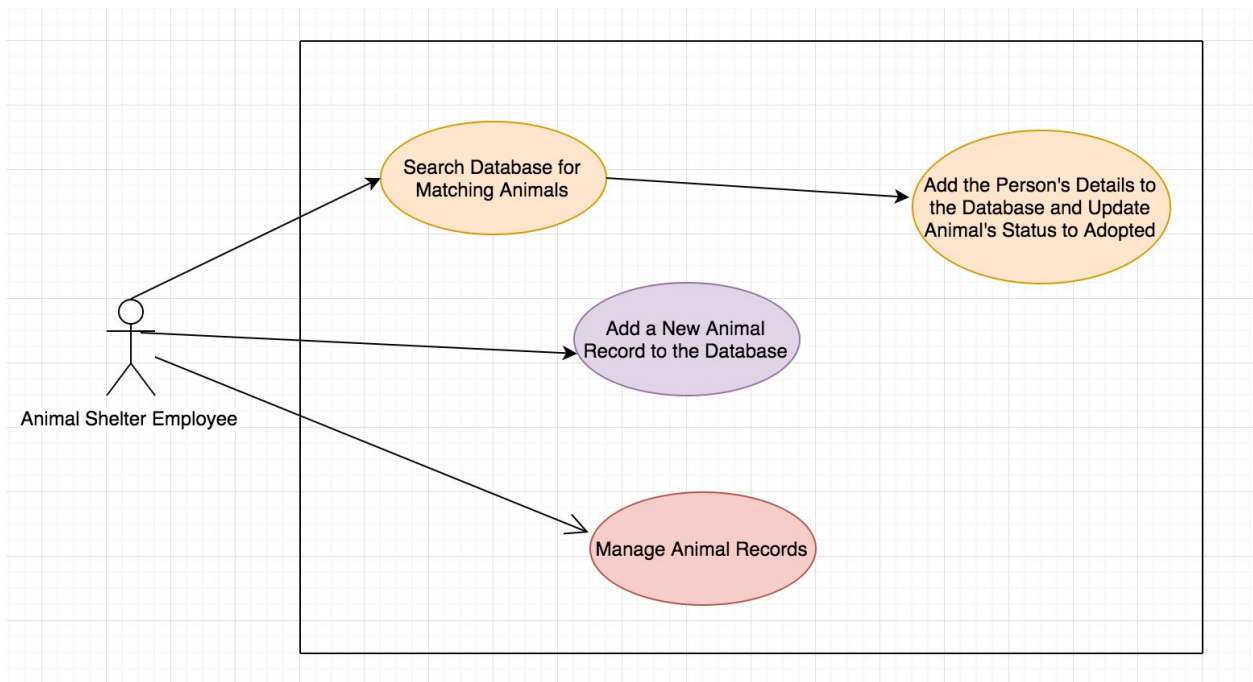 Search Database for
Matching Animals
Add the Person's Details to
the Database and Update
Animal's Status to Adopted
Add a New Animal
Record to the Database
Animal Shelter Employee
Manage Animal Records